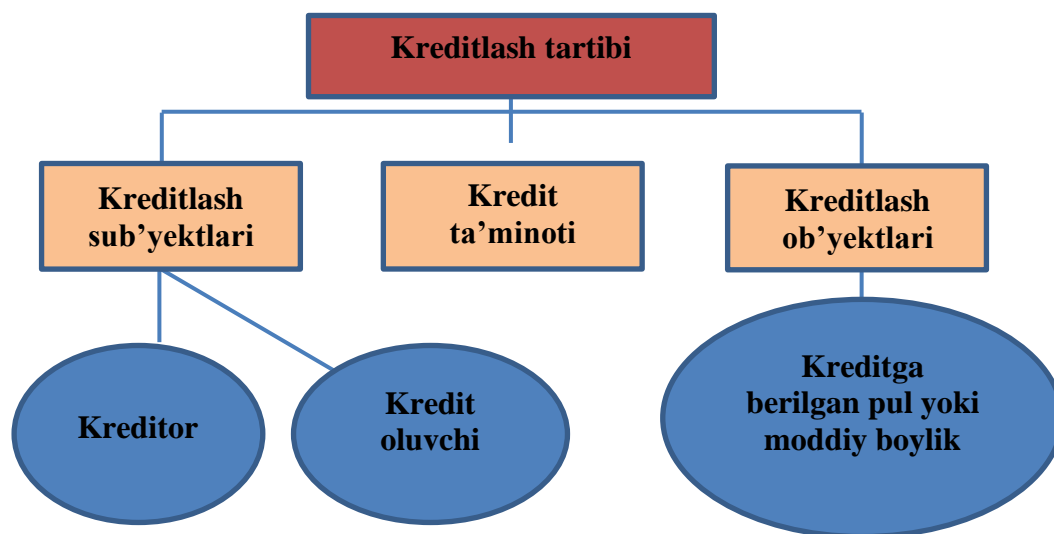 Kreditlash tartibi
Kreditlash
sub’yektlari
Kredit
ta’minoti
Kreditlash
ob’yektlari
Kreditor
Kredit
oluvchi
Kreditga
berilgan pul yoki
moddiy boylik